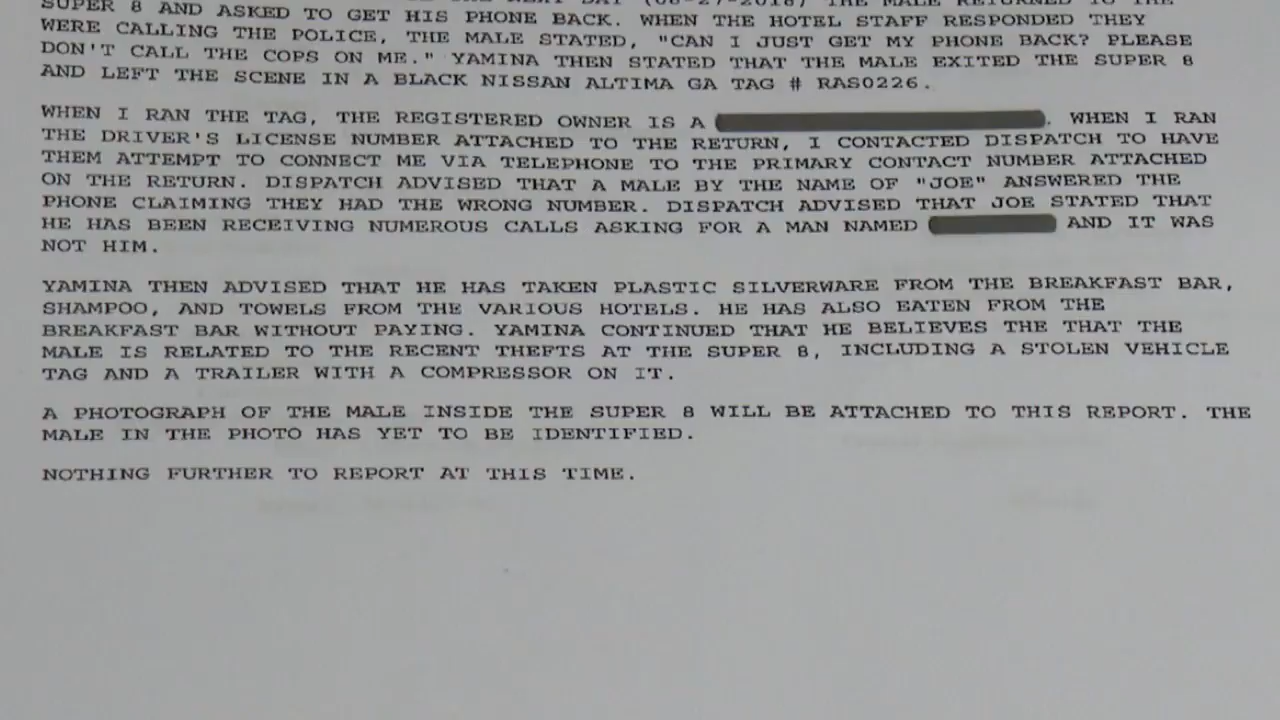 SUPER 8 AND ASKED TO GET HIS PHONE BACK. WHEN THE HOTEL STAFF RESPONDED THEY
WERE CALLING THE POLICE, THE MALE STATED, "CAN I JUST GET MY PHONE BACK? PLEASE
DON'T CALL THE COPS ON ME." YAMINA THEN STATED THAT THE MALE EXITED THE SUPER 8
AND LEFT THE SCENE IN A BLACK NISSAN ALTIMA GA TAG # RAS0226.
WHEN I RAN THE TAG, THE REGISTERED OWNER IS A . WHEN I RAN
THE DRIVER'S LICENSE NUMBER ATTACHED TO THE RETURN, I CONTACTED DISPATCH TO HAVE
THEM ATTEMPT TO CONNECT ME VIA TELEPHONE TO THE PRIMARY CONTACT NUMBER ATTACHED
ON THE RETURN. DISPATCH ADVISED THAT A MALE BY THE NAME OF "JOE" ANSWERED THE
PHONE CLAIMING THEY HAD THE WRONG NUMBER. DISPATCH ADVISED THAT JOE STATED THAT
HE HAS BEEN RECEIVING NUMEROUS CALLS ASKING FOR A MAN NAMED AND IT WAS
NOT HIM.
YAMINA THEN ADVISED THAT HE HAS TAKEN PLASTIC SILVERWARE FROM THE BREAKFAST BAR,
SHAMPOO, AND TOWELS FROM THE VARIOUS HOTELS. HE HAS ALSO EATEN FROM THE
BREAKFAST BAR WITHOUT PAYING. YAMINA CONTINUED THAT HE BELIEVES THE THAT THE
MALE IS RELATED TO THE RECENT THEFTS AT THE SUPER 8, INCLUDING A STOLEN VEHICLE
TAG AND A TRAILER WITH A COMPRESSOR ON IT.
A PHOTOGRAPH OF THE MALE INSIDE THE SUPER 8 WILL BE ATTACHED TO THIS REPORT. THE
MALE IN THE PHOTO HAS YET TO BE IDENTIFIED.
NOTHING FURTHER TO REPORT AT THIS TIME.